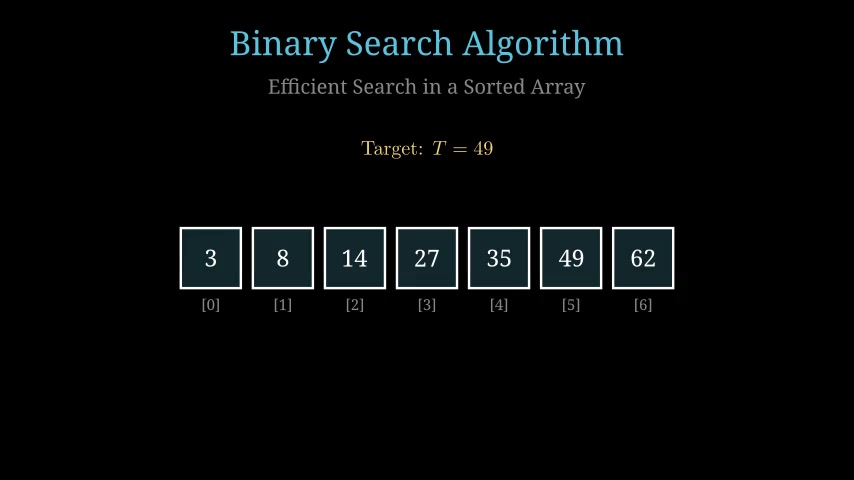 Binary Search Algorithm
Efficient Search in a Sorted Array
Target: T = 49
3 8 14 27 35 49 62
[0] [1] [2] [3] [4] [5] [6]